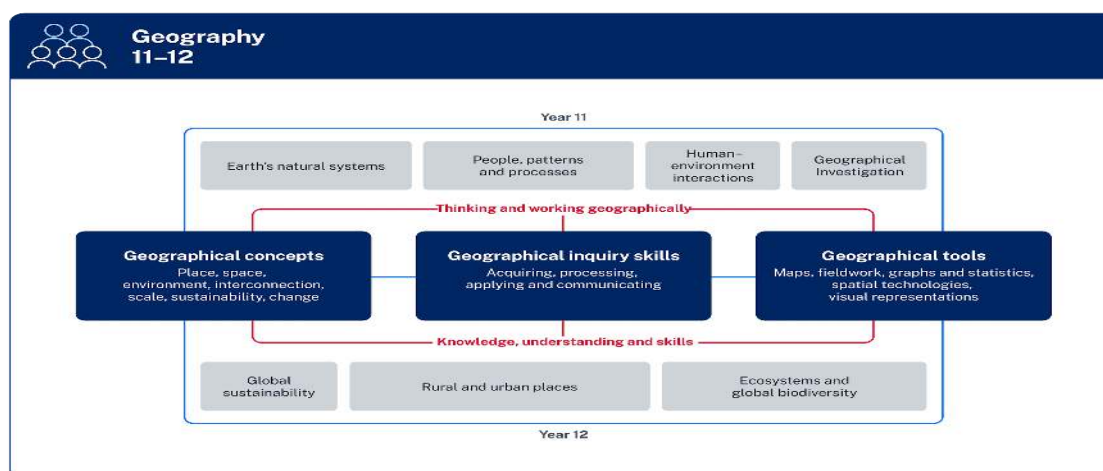 Geography
11–12
Year 11
Earth's natural systems
People, patterns
and processes
Human–
environment
interactions
Geographical
Investigation
Thinking and working geographically
Geographical concepts
Place, space,
environment, interconnection,
scale, sustainability, change
Geographical inquiry skills
Acquiring, processing,
applying and communicating
Geographical tools
Maps, fieldwork, graphs and statistics,
spatial technologies,
visual representations
Knowledge, understanding and skills
Global
sustainability
Rural and urban places
Ecosystems and
global biodiversity
Year 12